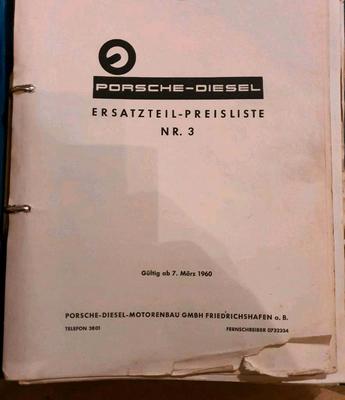 PORSCHE-DIESEL
ERSATZTEIL-PREISLISTE
NR. 3
Gültig ab 7. März 1960
PORSCHE-DIESEL-MOTORENBAU GMBH FRIEDRICHSHAFEN a. B.
TELEFON 3801 FERNSCHREIBER 0732334